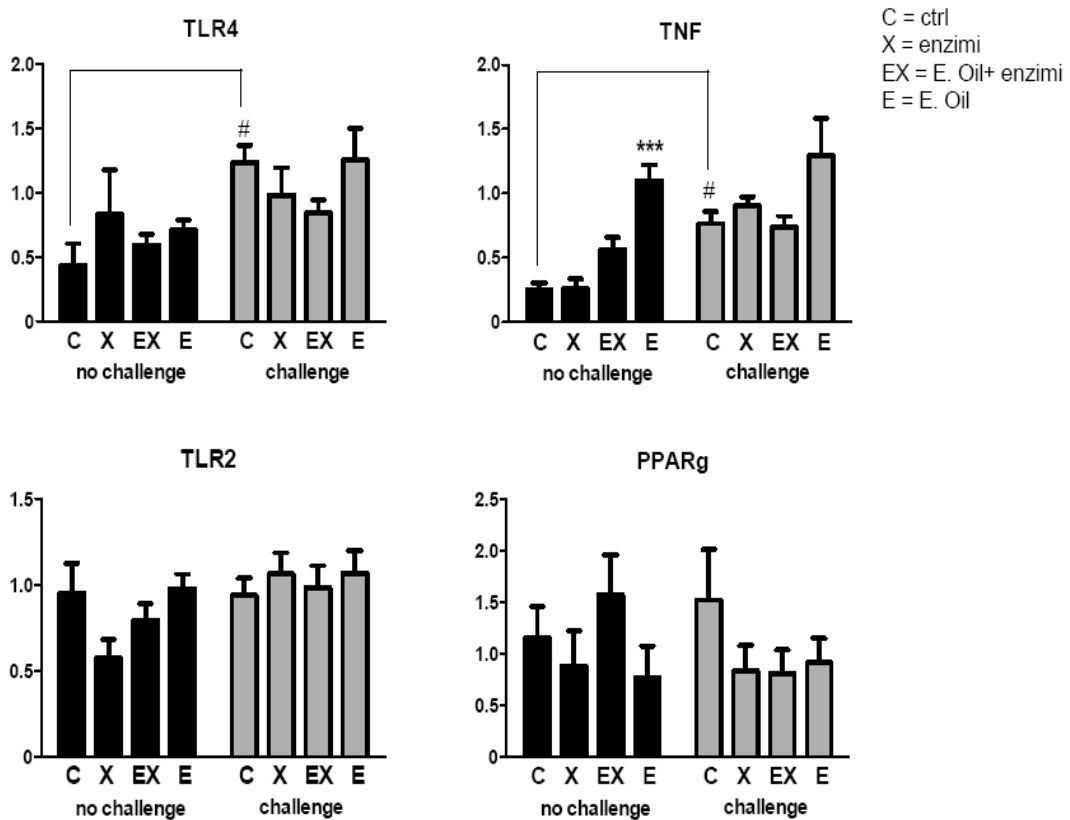 TLR4
2.0
1.5
1.0
0.5
0
#
C X EX E C X EX E
no challenge challenge
TNF
2.0
1.5
1.0
0.5
0
***
#
C X EX E C X EX E
no challenge challenge
C = ctrl
X = enzimi
EX = E. Oil+ enzimi
E = E. Oil
TLR2
1.5
1.0
0.5
0
C X EX E C X EX E
no challenge challenge
PPARg
2.5
2.0
1.5
1.0
0.5
0
C X EX E C X EX E
no challenge challenge